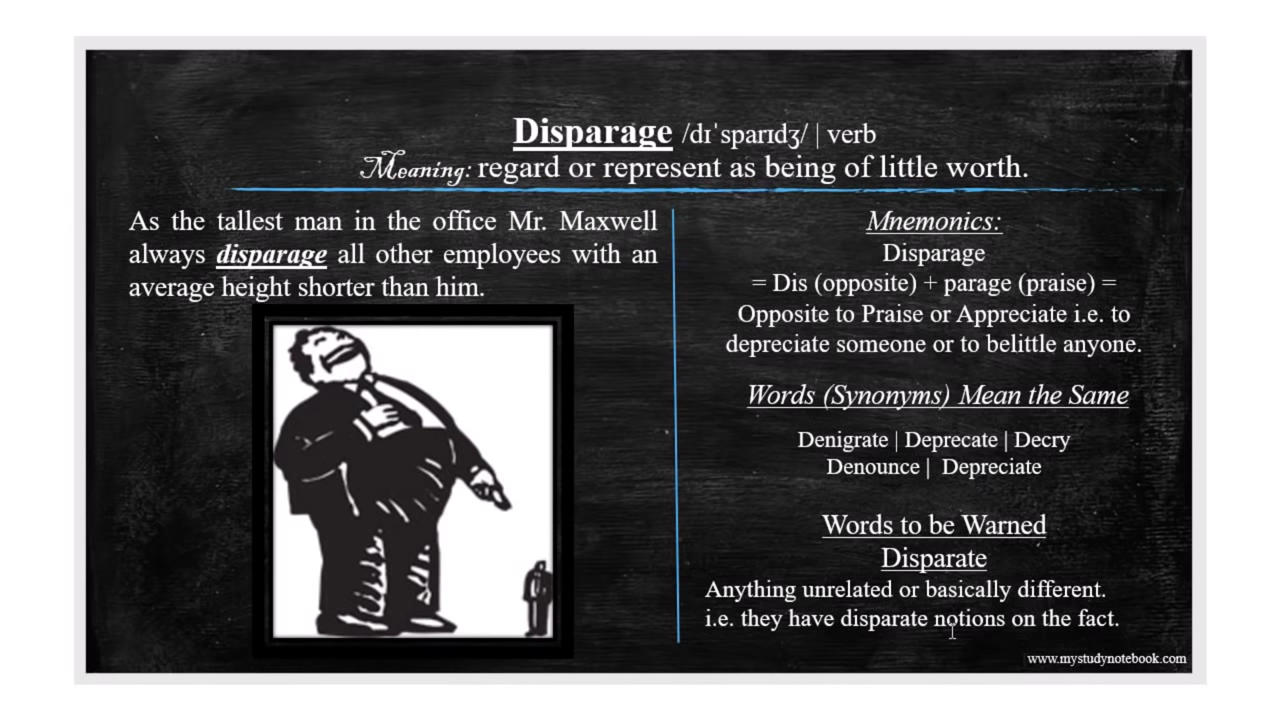 Disparage /dɪˈsparɪdʒ/ | verb
Meaning: regard or represent as being of little worth.
As the tallest man in the office Mr. Maxwell
always disparage all other employees with an
average height shorter than him.
Mnemonics:
Disparage
= Dis (opposite) + parage (praise) =
Opposite to Praise or Appreciate i.e. to
depreciate someone or to belittle anyone.
Words (Synonyms) Mean the Same
Denigrate | Deprecate | Decry
Denounce | Depreciate
Words to be Warned
Disparate
Anything unrelated or basically different.
i.e. they have disparate notions on the fact.
www.mystudynotebook.com